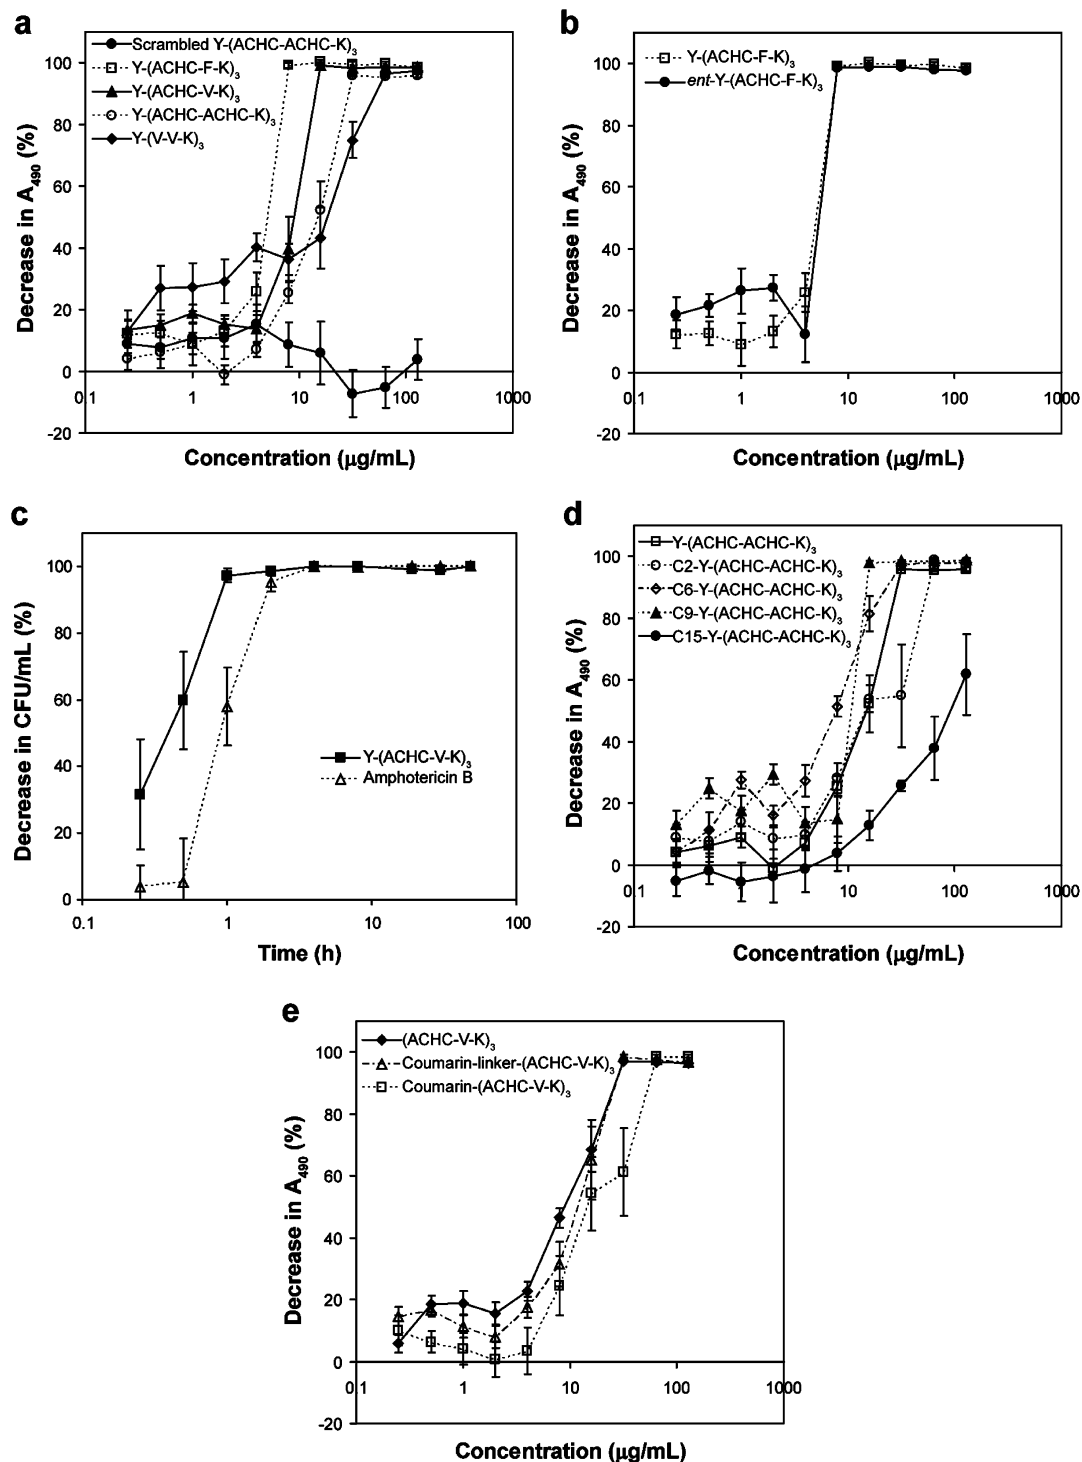 a
Scrambled Y-(ACHC-ACHC-K)₃
Y-(ACHC-F-K)₃
Y-(ACHC-V-K)₃
Y-(ACHC-ACHC-K)₃
Y-(V-V-K)₃
100
80
60
40
20
0
-20
0.1
1
10
100
1000
Decrease in A₄₉₀ (%)
Concentration (μg/mL)
b
Y-(ACHC-F-K)₃
ent-Y-(ACHC-F-K)₃
100
80
60
40
20
0
-20
0.1
1
10
100
1000
Decrease in A₄₉₀ (%)
Concentration (μg/mL)
c
100
80
60
40
20
0
0.1
1
10
100
Y-(ACHC-V-K)₃
Amphotericin B
Decrease in CFU/mL (%)
Time (h)
d
Y-(ACHC-ACHC-K)₃
C2-Y-(ACHC-ACHC-K)₃
C6-Y-(ACHC-ACHC-K)₃
C9-Y-(ACHC-ACHC-K)₃
C15-Y-(ACHC-ACHC-K)₃
100
80
60
40
20
0
-20
0.1
1
10
100
1000
Decrease in A₄₉₀ (%)
Concentration (μg/mL)
e
(ACHC-V-K)₃
Coumarin-linker-(ACHC-V-K)₃
Coumarin-(ACHC-V-K)₃
100
80
60
40
20
0
-20
0.1
1
10
100
1000
Decrease in A₄₉₀ (%)
Concentration (μg/mL)